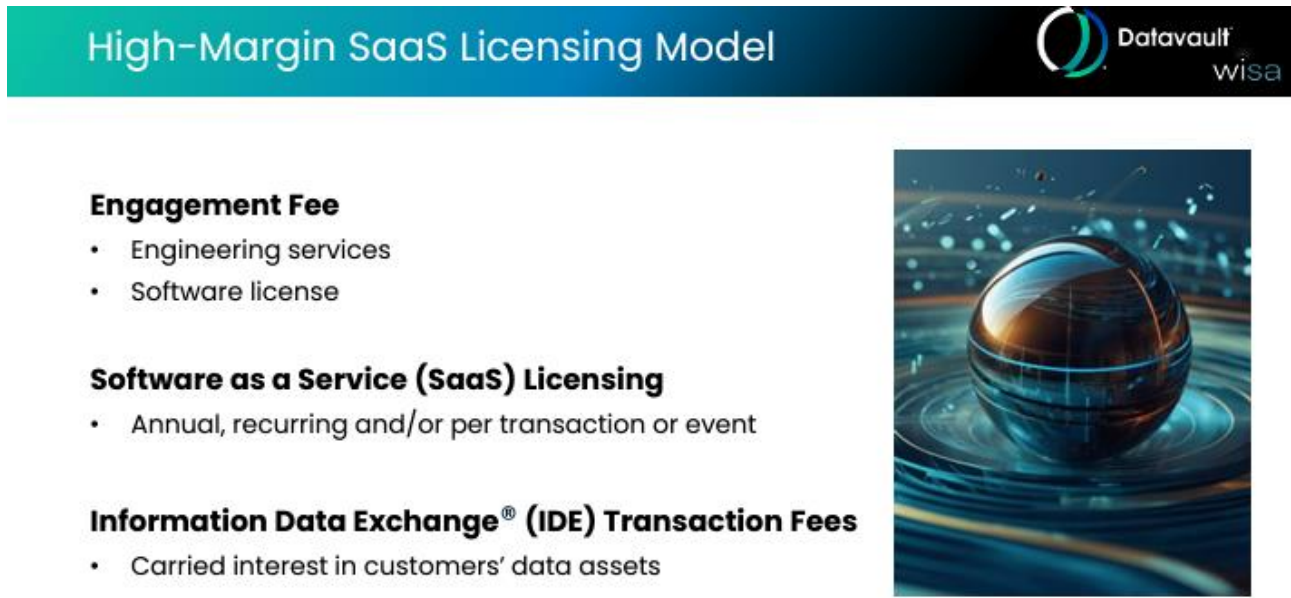 High-Margin SaaS Licensing Model
Datavault
wisa
Engagement Fee
• Engineering services
• Software license
Software as a Service (SaaS) Licensing
• Annual, recurring and/or per transaction or event
Information Data Exchange® (IDE) Transaction Fees
• Carried interest in customers’ data assets